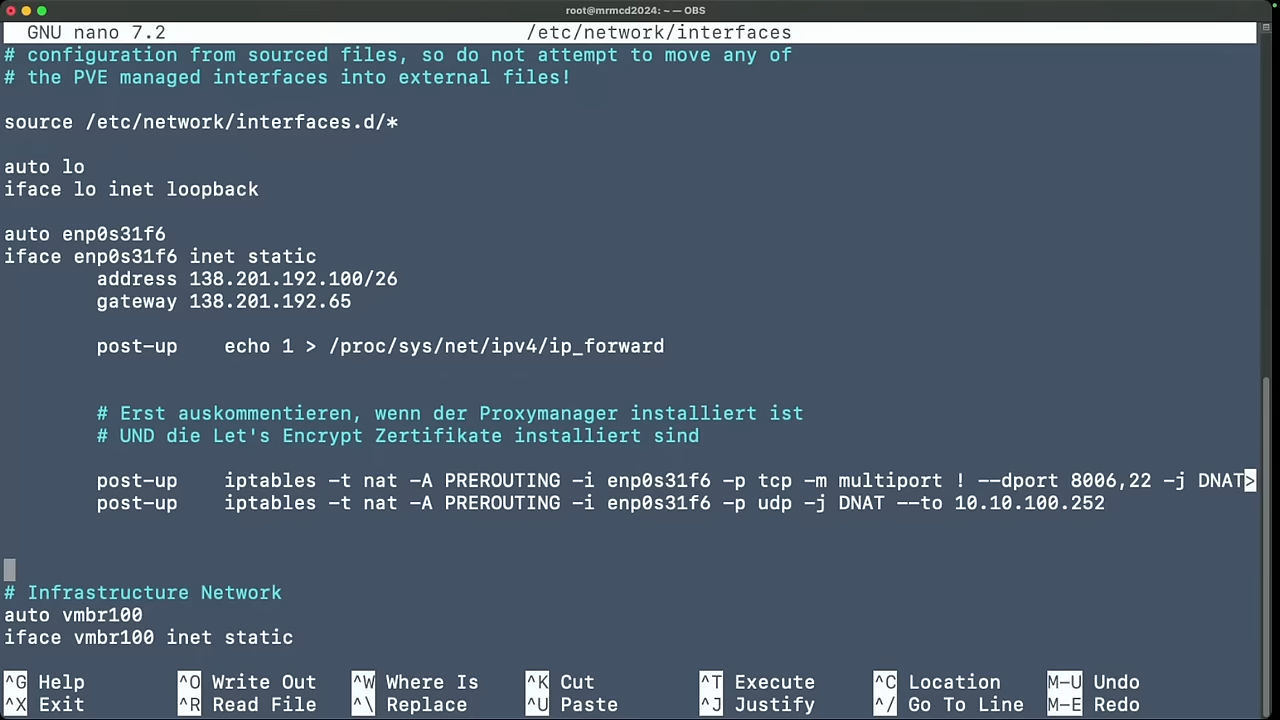 root@mrmcd2024: ~ — OBS
GNU nano 7.2 /etc/network/interfaces
# configuration from sourced files, so do not attempt to move any of
# the PVE managed interfaces into external files!
source /etc/network/interfaces.d/*
auto lo
iface lo inet loopback
auto enp0s31f6
iface enp0s31f6 inet static
address 138.201.192.100/26
gateway 138.201.192.65
post-up echo 1 > /proc/sys/net/ipv4/ip_forward
# Erst auskommentieren, wenn der Proxymanager installiert ist
# UND die Let's Encrypt Zertifikate installiert sind
post-up iptables -t nat -A PREROUTING -i enp0s31f6 -p tcp -m multiport ! --dport 8006,22 -j DNAT>
post-up iptables -t nat -A PREROUTING -i enp0s31f6 -p udp -j DNAT --to 10.10.100.252
# Infrastructure Network
auto vmbr100
iface vmbr100 inet static
^G Help ^O Write Out ^W Where Is ^K Cut ^T Execute ^C Location M-U Undo
^X Exit ^R Read File ^\ Replace ^U Paste ^J Justify ^/ Go To Line M-E Redo